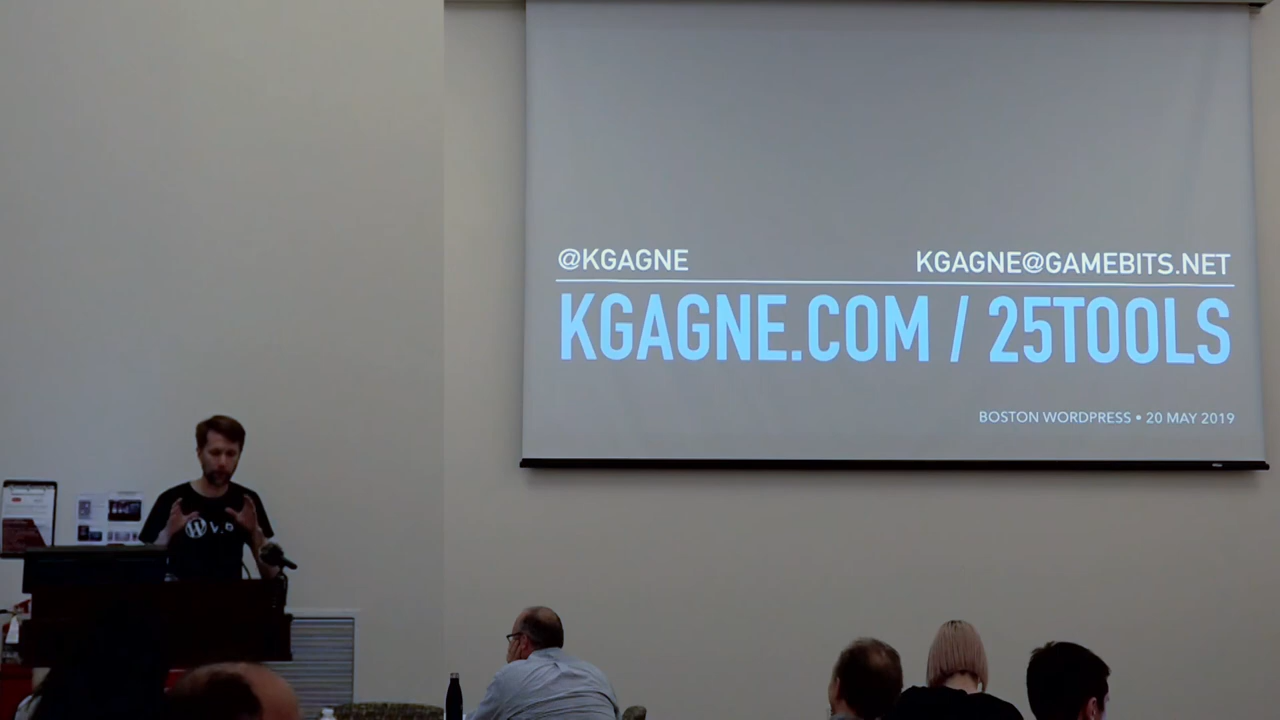 @KGAGNE
KGAGNE@GAMEBITS.NET
KGAGNE.COM / 25TOOLS
BOSTON WORDPRESS • 20 MAY 2019